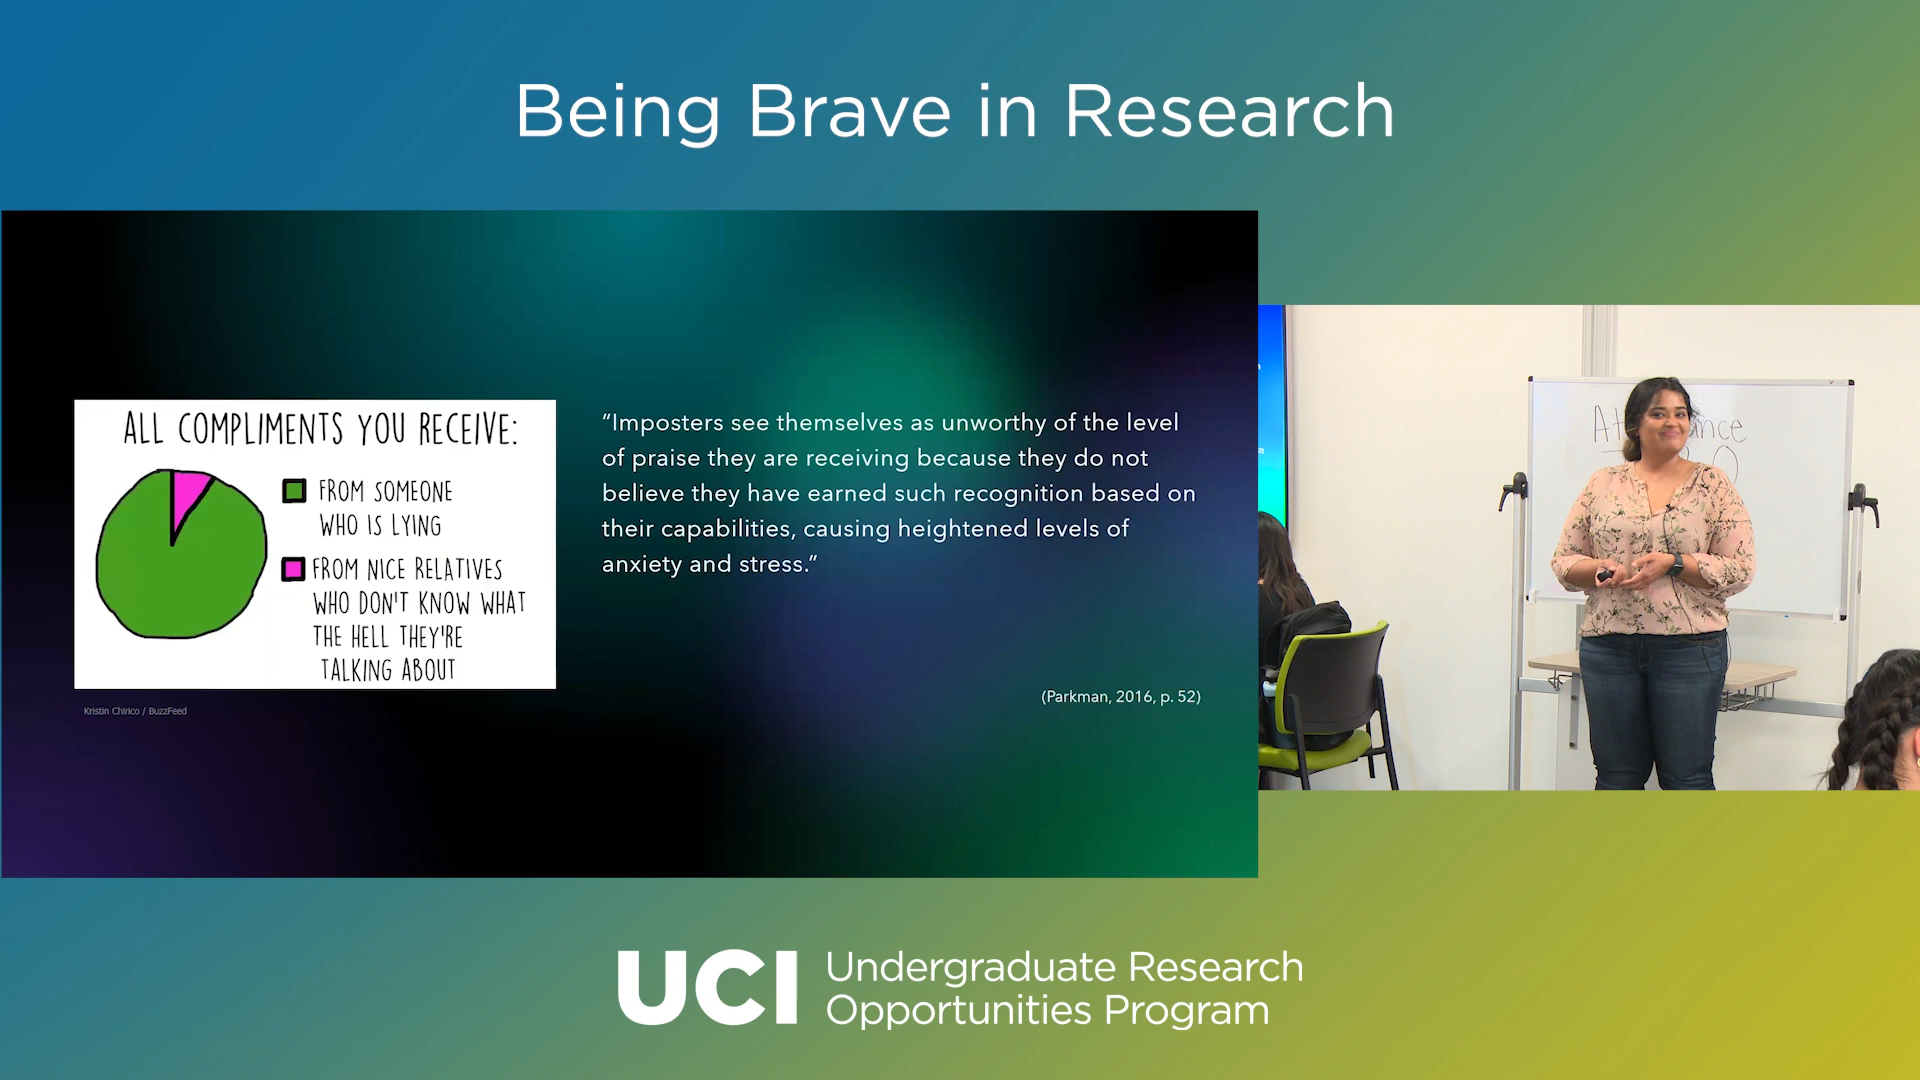 Being Brave in Research
ALL COMPLIMENTS YOU RECEIVE:
FROM SOMEONE
WHO IS LYING
FROM NICE RELATIVES
WHO DON'T KNOW WHAT
THE HELL THEY'RE
TALKING ABOUT
Kristin Chirico / BuzzFeed
“Imposters see themselves as unworthy of the level
of praise they are receiving because they do not
believe they have earned such recognition based on
their capabilities, causing heightened levels of
anxiety and stress.”
(Parkman, 2016, p. 52)
UCI
Undergraduate Research
Opportunities Program